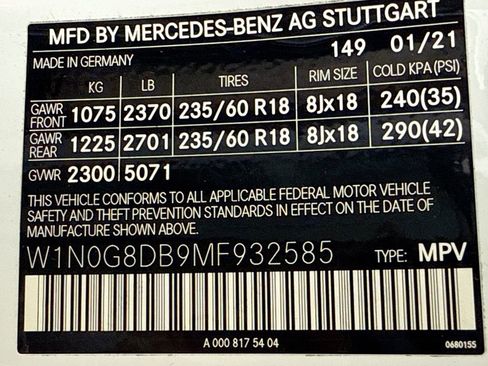 MFD BY MERCEDES-BENZ AG STUTTGART
MADE IN GERMANY 149 01/21
KG LB TIRES RIM SIZE COLD KPA(PSI)
GAWR FRONT 1075 2370 235/60 R18 8Jx18 240(35)
GAWR REAR 1225 2701 235/60 R18 8Jx18 290(42)
GVWR 2300 5071
THIS VEHICLE CONFORMS TO ALL APPLICABLE FEDERAL MOTOR VEHICLE
SAFETY AND THEFT STANDARDS IN EFFECT ON THE DATE OF
MANUFACTURE SHOWN ABOVE.
W1N0G8DB9MF932585 TYPE: MPV
A 000 817 54 04 0680155